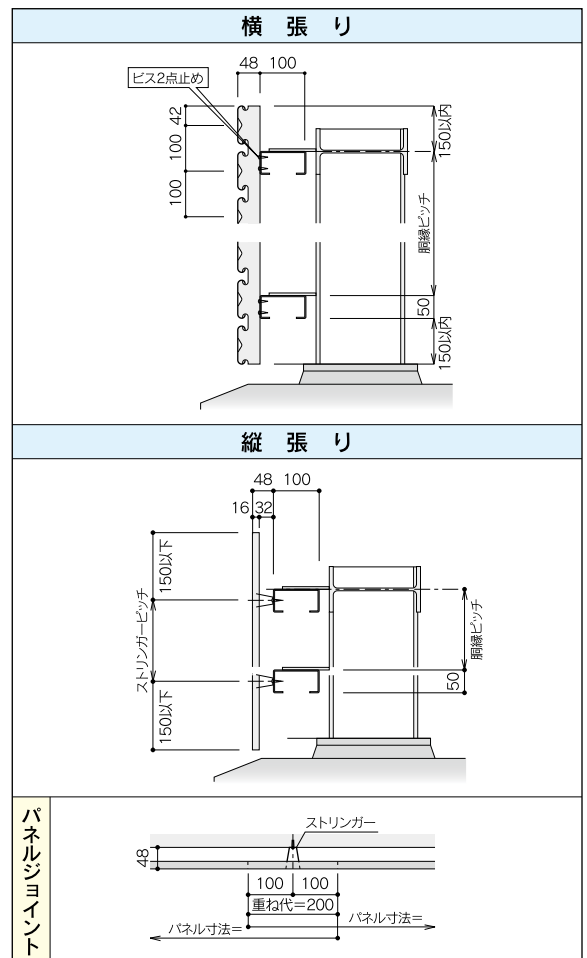 横張り
48 100
ビス2点止め
42
100
100
150以内
胴縁ピッチ
50
150以内
縦張り
48 100
16 32
150以下
ストリンガーピッチ
150以下
胴縁ピッチ
50
パネルジョイント
ストリンガー
48
100 100
重ね代=200
パネル寸法=
パネル寸法=